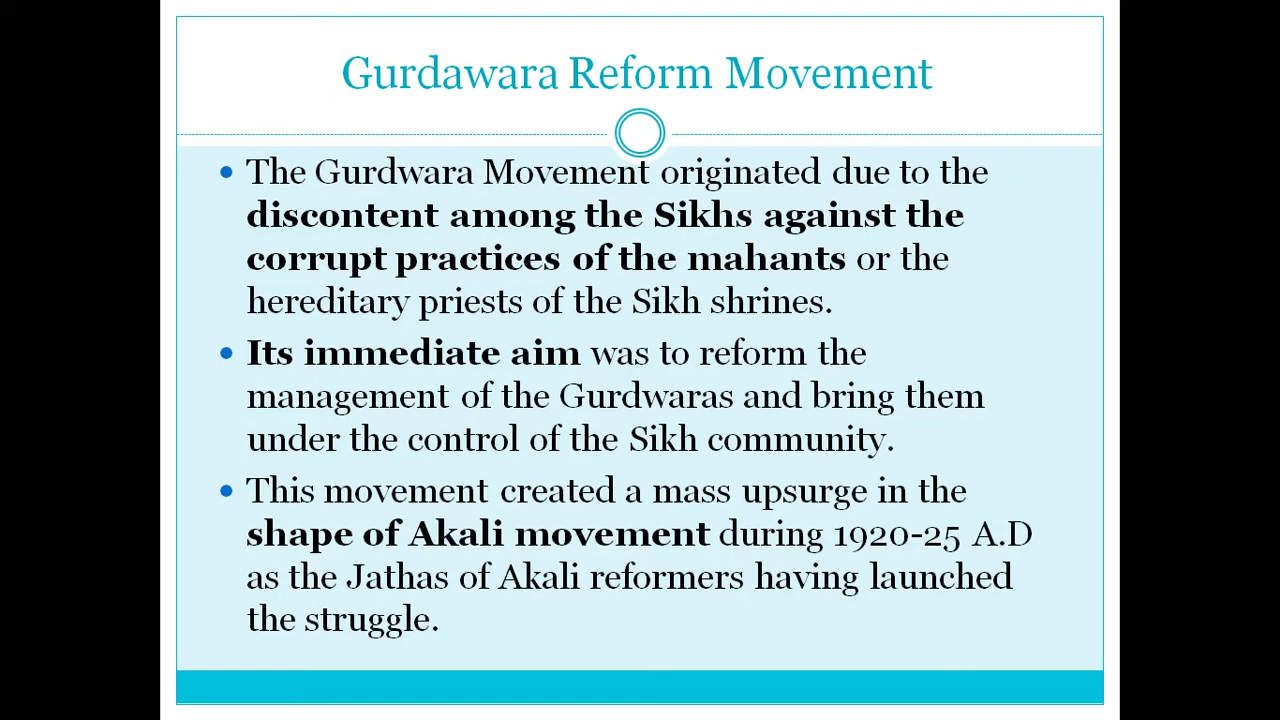 Gurdawara Reform Movement
• The Gurdwara Movement originated due to the
discontent among the Sikhs against the
corrupt practices of the mahants or the
hereditary priests of the Sikh shrines.
• Its immediate aim was to reform the
management of the Gurdwaras and bring them
under the control of the Sikh community.
• This movement created a mass upsurge in the
shape of Akali movement during 1920-25 A.D
as the Jathas of Akali reformers having launched
the struggle.